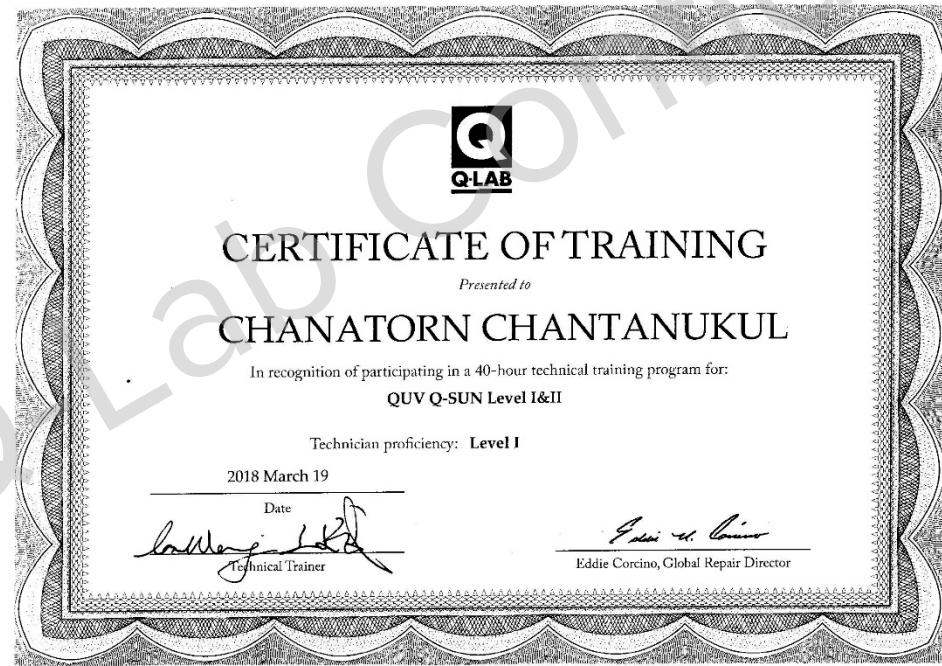 Q
Q-LAB
CERTIFICATE OF TRAINING
Presented to
CHANATORN CHANTANUKUL
In recognition of participating in a 40-hour technical training program for:
QUV Q-SUN Level I&II
Technician proficiency: Level I
2018 March 19
Date
Technical Trainer
Eddie Corcino, Global Repair Director
Q-Lab